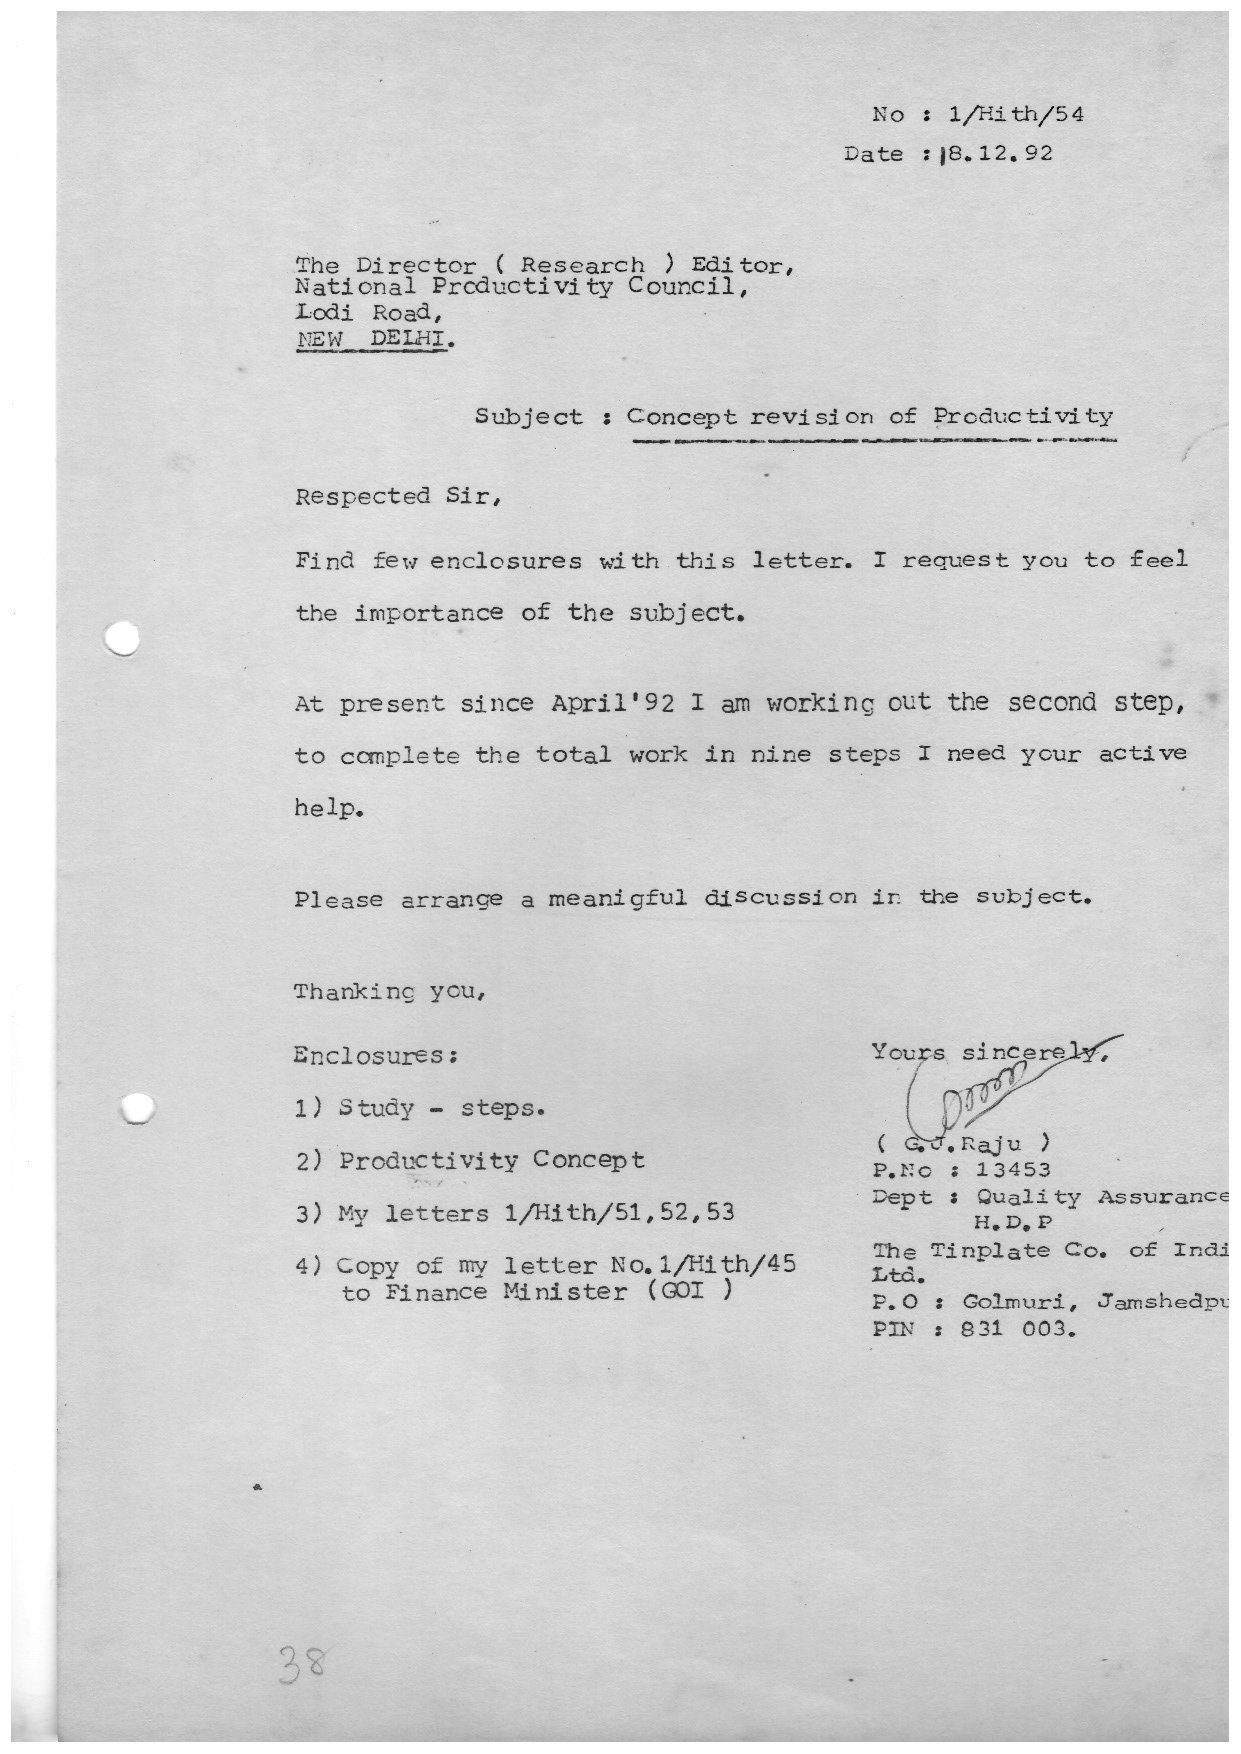 No : 1/Hith/54
Date : 18.12.92
The Director ( Research ) Editor,
National Productivity Council,
Lodi Road,
NEW DELHI.
Subject : Concept revision of Productivity
Respected Sir,
Find few enclosures with this letter. I request you to feel
the importance of the subject.
At present since April'92 I am working out the second step,
to complete the total work in nine steps I need your active
help.
Please arrange a meanigful discussion in the subject.
Thanking you,
Enclosures:
1) Study - steps.
2) Productivity Concept
3) My letters 1/Hith/51,52,53
4) Copy of my letter No.1/Hith/45
to Finance Minister (GOI )
Yours sincerely,
( G.J.Raju )
P.No : 13453
Dept : Quality Assurance
H.D.P
The Tinplate Co. of Indi
Ltd.
P.O : Golmuri, Jamshedpu
PIN : 831 003.
38